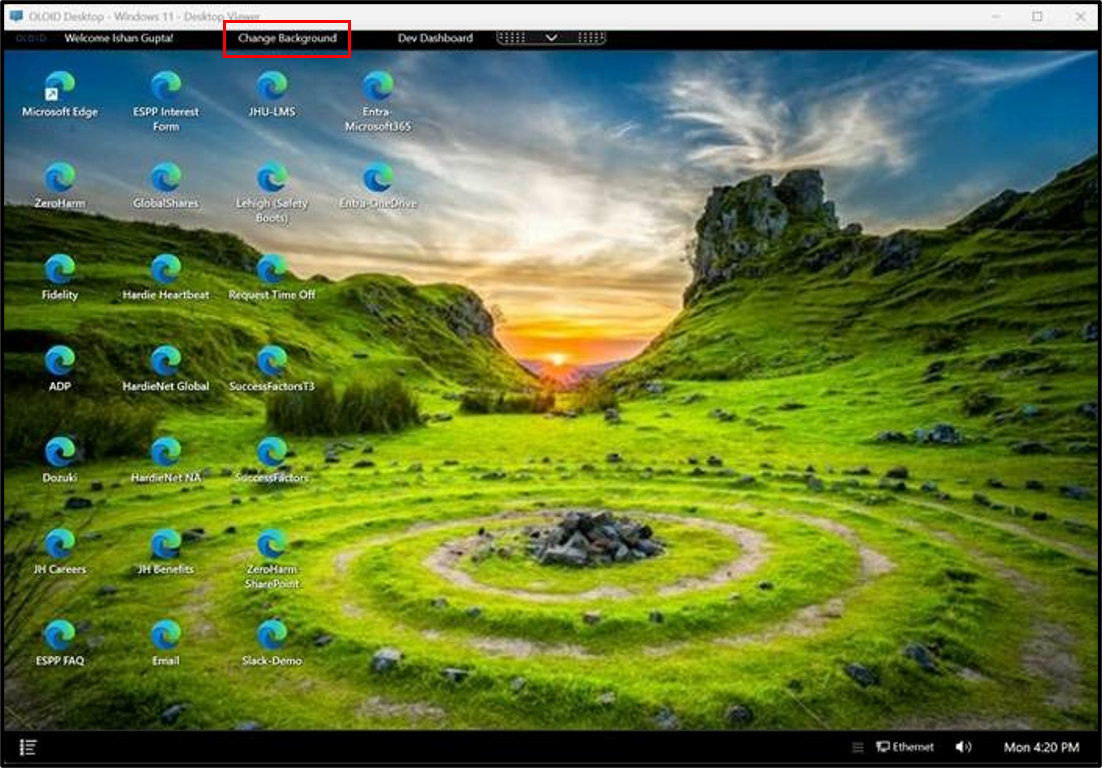 OLOID Desktop - Windows 11 - Desktop Viewer
OLOID
Welcome Ishan Gupta!
Change Background
Dev Dashboard
Microsoft Edge
ESPP Interest
Form
JHU-LMS
Entra-
Microsoft365
ZeroHarm
GlobalShares
Lehigh (Safety
Boots)
Entra-OneDrive
Fidelity
Hardie Heartbeat
Request Time Off
ADP
HardieNet Global
SuccessFactorsT3
Dozuki
HardieNet NA
SuccessFactors
JH Careers
JH Benefits
ZeroHarm
SharePoint
ESPP FAQ
Email
Slack-Demo
Ethernet
Mon 4:20 PM